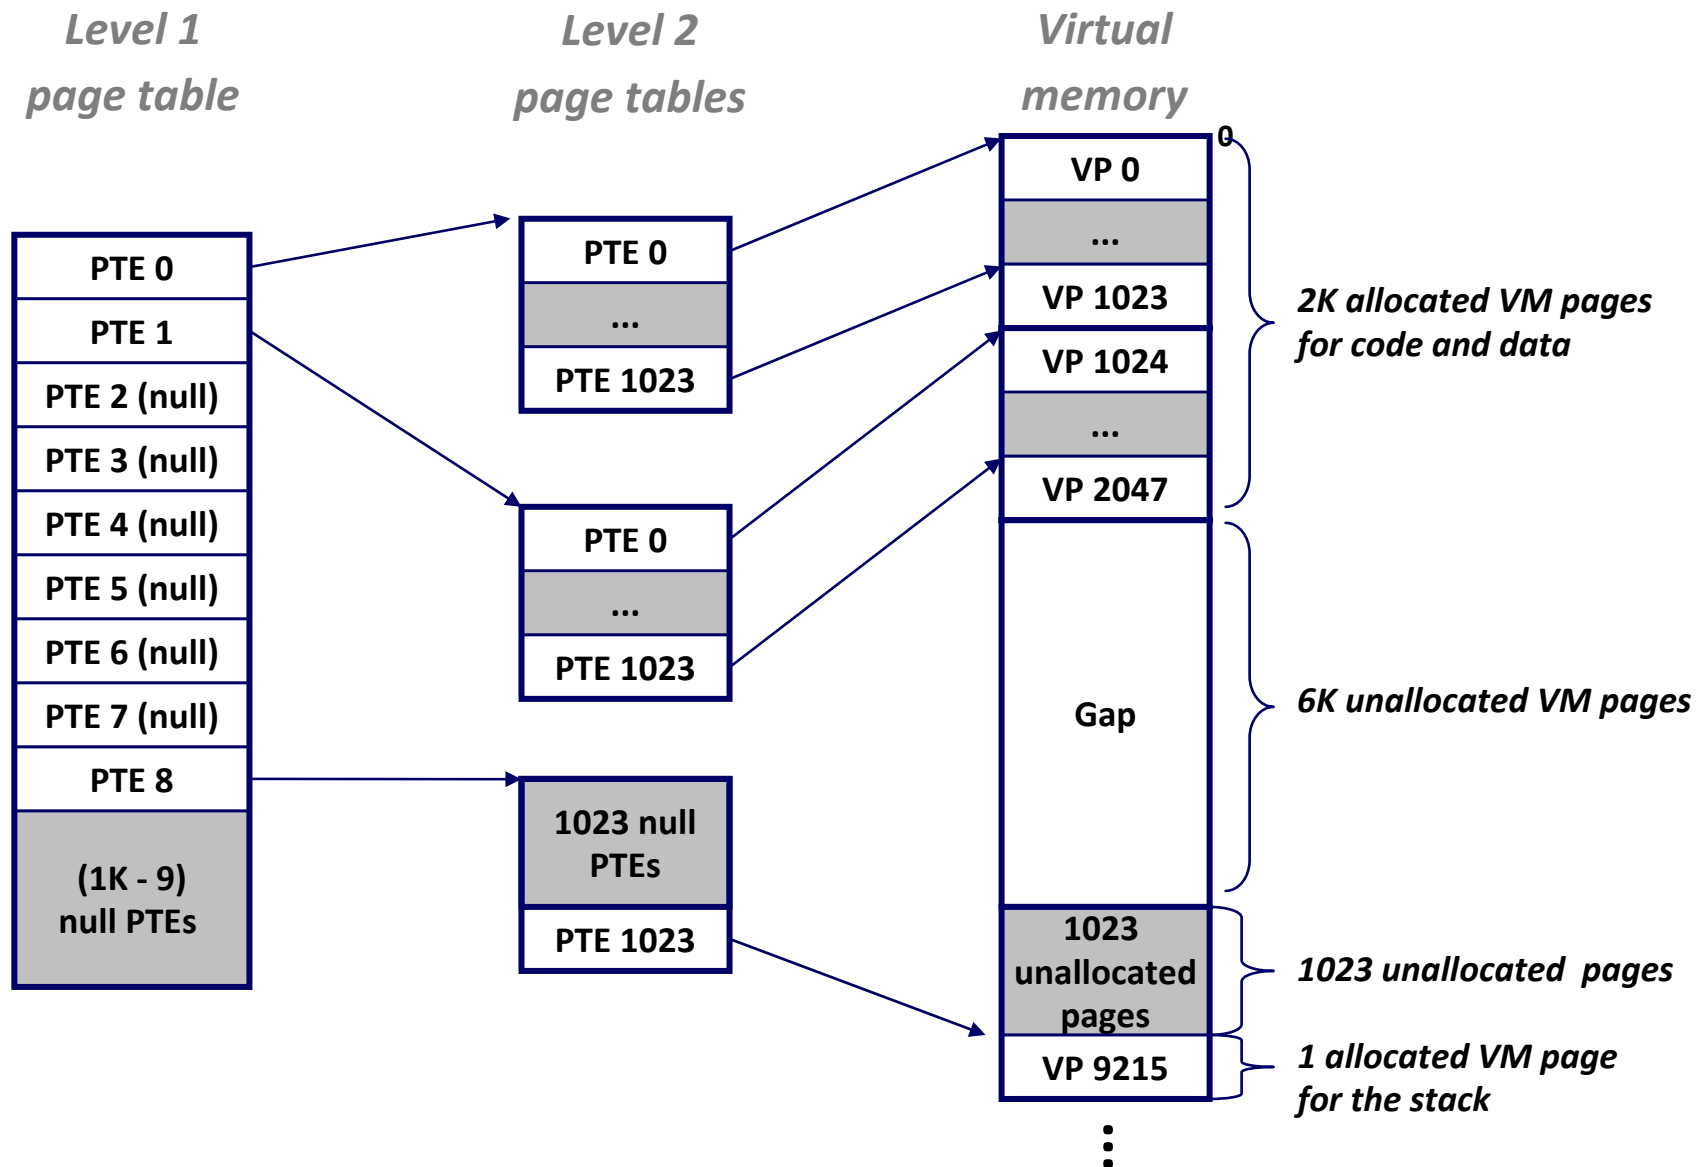 Level 1
page table
Level 2
page tables
Virtual
memory
PTE 0
PTE 1
PTE 2 (null)
PTE 3 (null)
PTE 4 (null)
PTE 5 (null)
PTE 6 (null)
PTE 7 (null)
PTE 8
(1K - 9)
null PTEs
PTE 0
...
PTE 1023
PTE 0
...
PTE 1023
1023 null
PTEs
PTE 1023
0
VP 0
...
VP 1023
VP 1024
...
VP 2047
Gap
1023
unallocated
pages
VP 9215
2K allocated VM pages
for code and data
6K unallocated VM pages
1023 unallocated pages
1 allocated VM page
for the stack